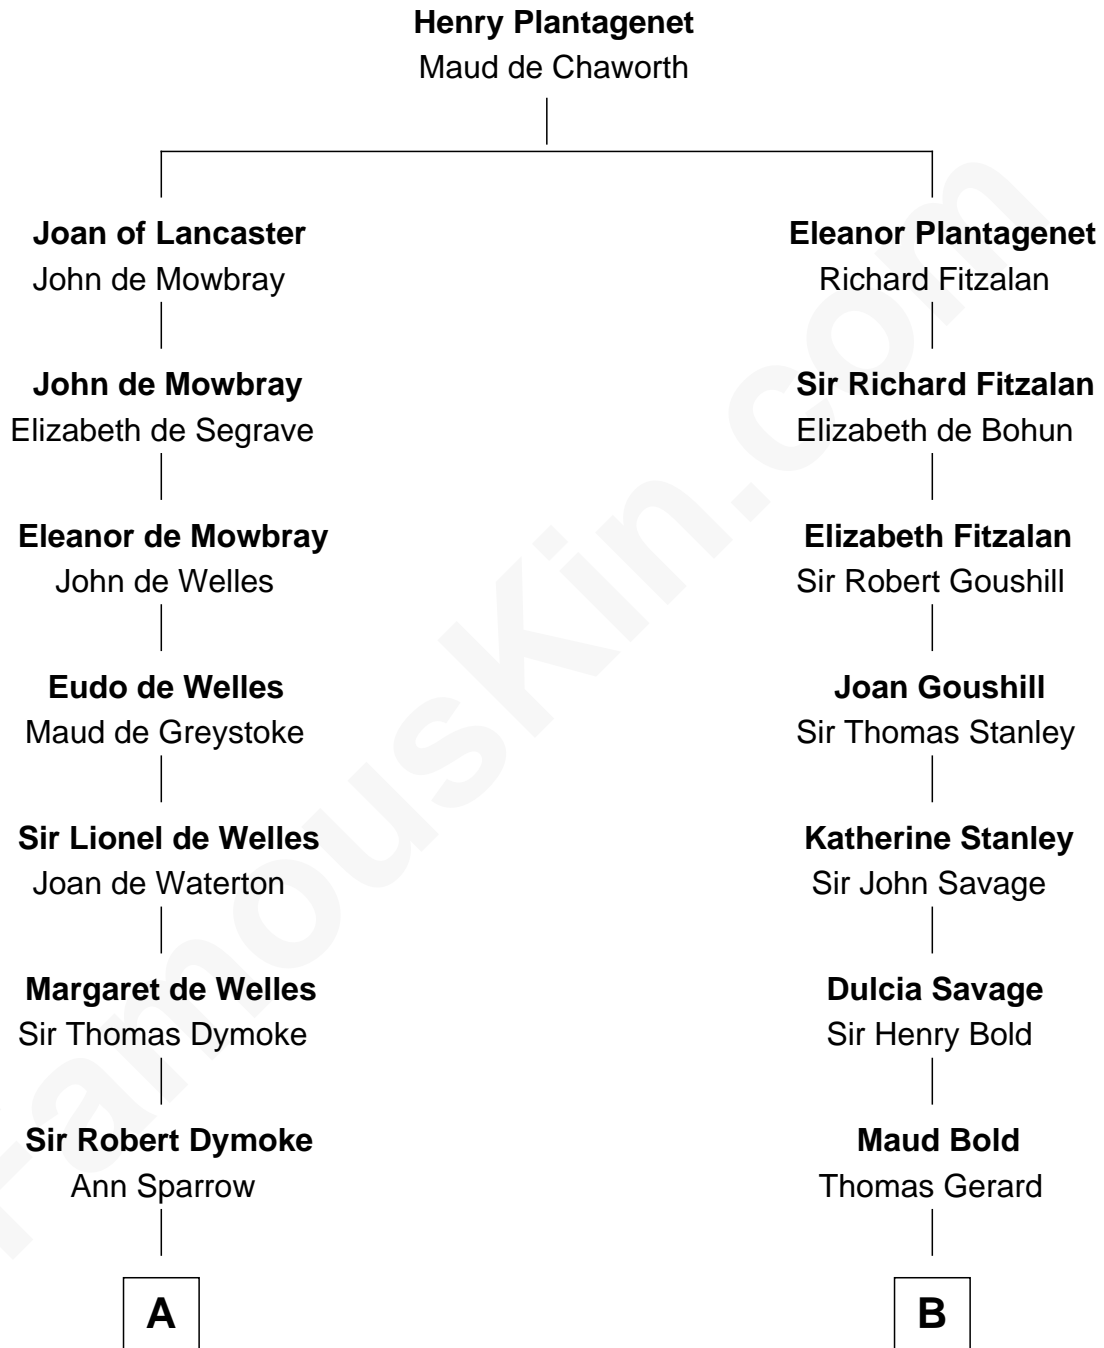 Henry Plantagenet
Maud de Chaworth
Joan of Lancaster
John de Mowbray
Eleanor Plantagenet
Richard Fitzalan
John de Mowbray
Elizabeth de Segrave
Sir Richard Fitzalan
Elizabeth de Bohun
Eleanor de Mowbray
John de Welles
Elizabeth Fitzalan
Sir Robert Goushill
Eudo de Welles
Maud de Greystoke
Joan Goushill
Sir Thomas Stanley
Sir Lionel de Welles
Joan de Waterton
Katherine Stanley
Sir John Savage
Margaret de Welles
Sir Thomas Dymoke
Dulcia Savage
Sir Henry Bold
Sir Robert Dymoke
Ann Sparrow
Maud Bold
Thomas Gerard
A
B
FamousKin.com